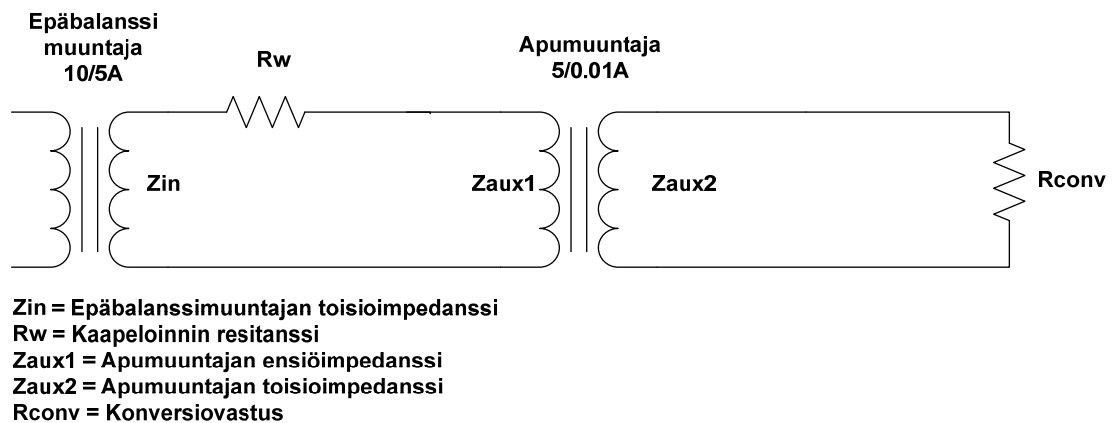 Epäbalanssi
muuntaja
10/5A
Rw
Apumuuntaja
5/0.01A
Zin
Zaux1
Zaux2
Rconv
Zin = Epäbalanssimuuntajan toisioimpedanssi
Rw = Kaapeloinnin resitanssi
Zaux1 = Apumuuntajan ensiöimpedanssi
Zaux2 = Apumuuntajan toisioimpedanssi
Rconv = Konversiovastus